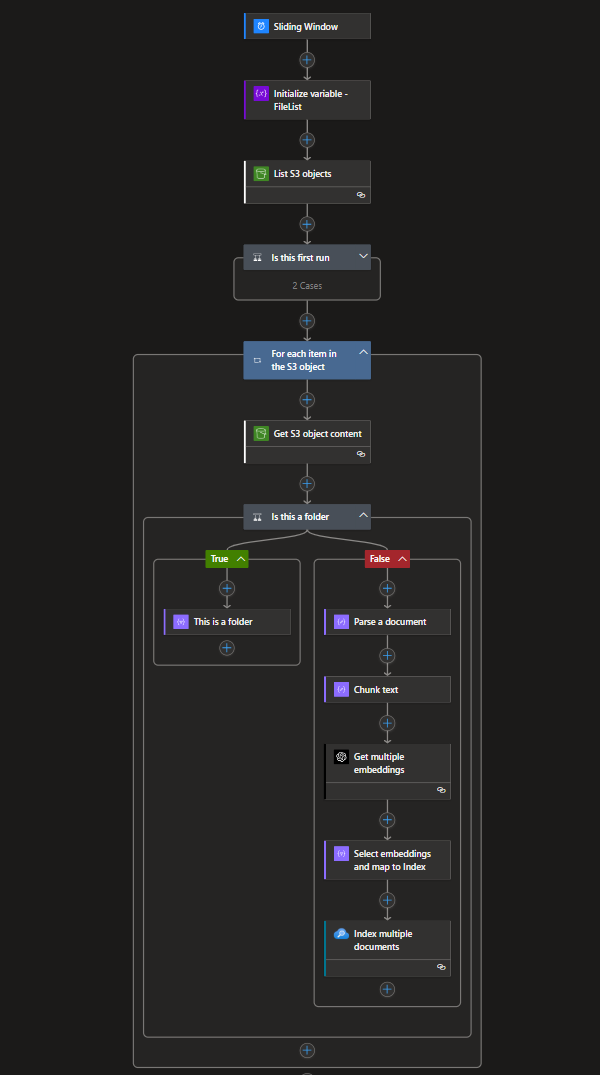 Sliding Window
Initialize variable -
FileList
List S3 objects
Is this first run
2 Cases
For each item in
the S3 object
Get S3 object content
Is this a folder
True
This is a folder
False
Parse a document
Chunk text
Get multiple
embeddings
Select embeddings
and map to Index
Index multiple
documents